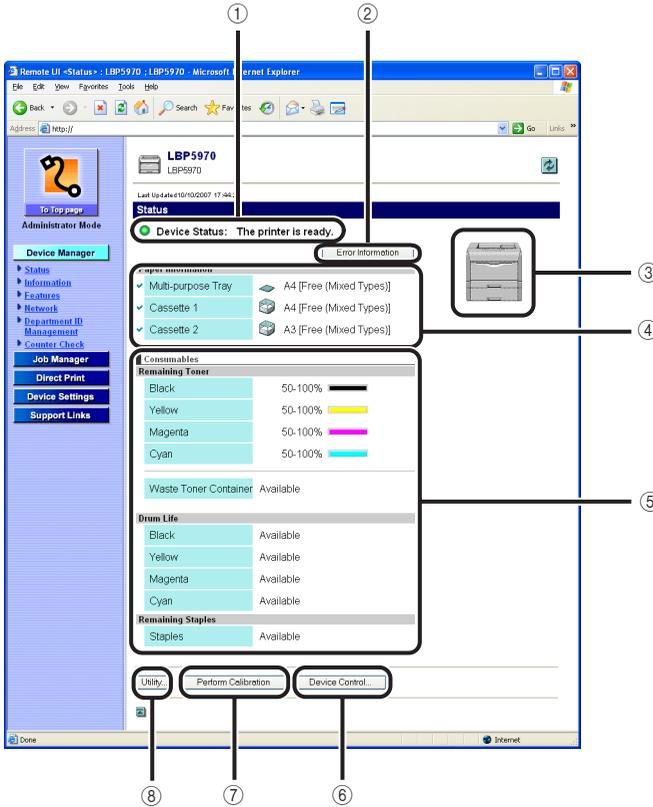 ① ②
Remote UI <Status> : LBP5970 ; LBP5970 - Microsoft Internet Explorer
File Edit View Favorites Tools Help
Back Search Favorites
Address http:// Go Links »
LBP5970
LBP5970
To Top page
Administrator Mode
Last Updated 10/10/2007 17:44:
Status
Device Status: The printer is ready.
Error Information
③
Device Manager
Status
Information
Features
Network
Department ID
Management
Counter Check
Job Manager
Direct Print
Device Settings
Support Links
Paper Information
Multi-purpose Tray A4 [Free (Mixed Types)]
Cassette 1 A4 [Free (Mixed Types)]
Cassette 2 A3 [Free (Mixed Types)]
④
Consumables
Remaining Toner
Black 50-100%
Yellow 50-100%
Magenta 50-100%
Cyan 50-100%
Waste Toner Container Available
⑤
Drum Life
Black Available
Yellow Available
Magenta Available
Cyan Available
Remaining Staples
Staples Available
Utility... Perform Calibration Device Control...
Done Internet
⑧ ⑦ ⑥